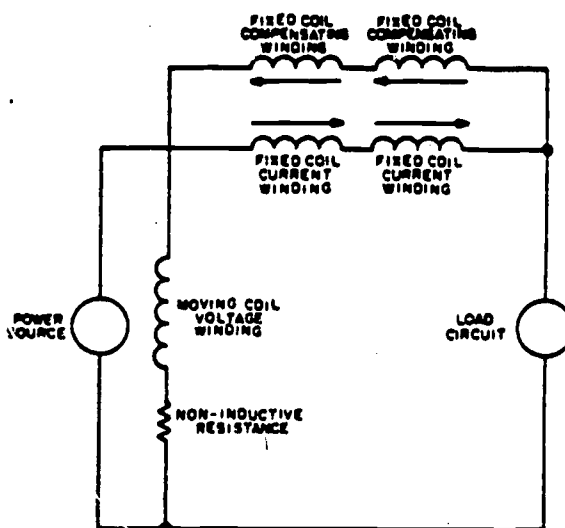 FIXED COIL
COMPENSATING
WINDING
FIXED COIL
COMPENSATING
WINDING
FIXED COIL
CURRENT
WINDING
FIXED COIL
CURRENT
WINDING
POWER
SOURCE
MOVING COIL
VOLTAGE
WINDING
LOAD
CIRCUIT
NON-INDUCTIVE
RESISTANCE